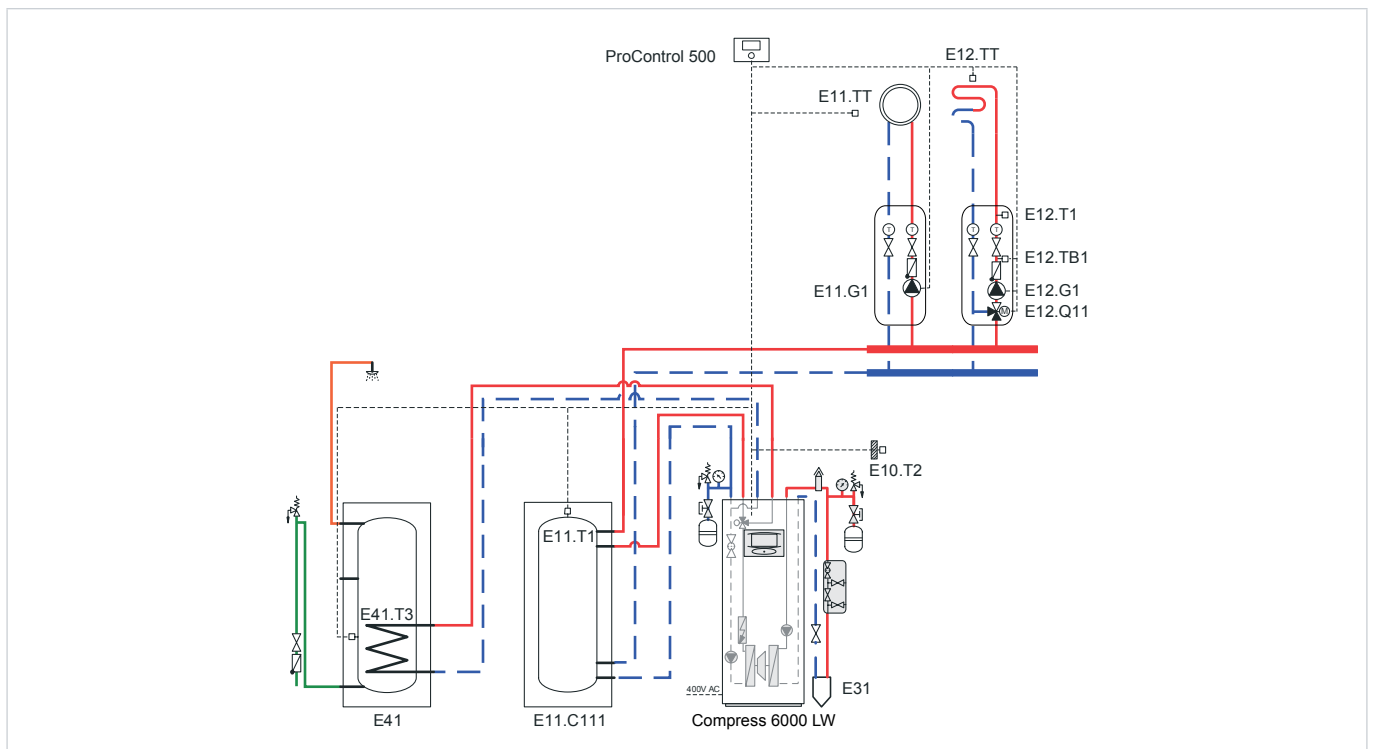 ProControl 500
E12.TT
E11.TT
E12.T1
T
T
T
T
E12.TB1
E11.G1
E12.G1
M
E12.Q11
E10.T2
E11.T1
E41.T3
400V AC
E31
E41
E11.C111
Compress 6000 LW